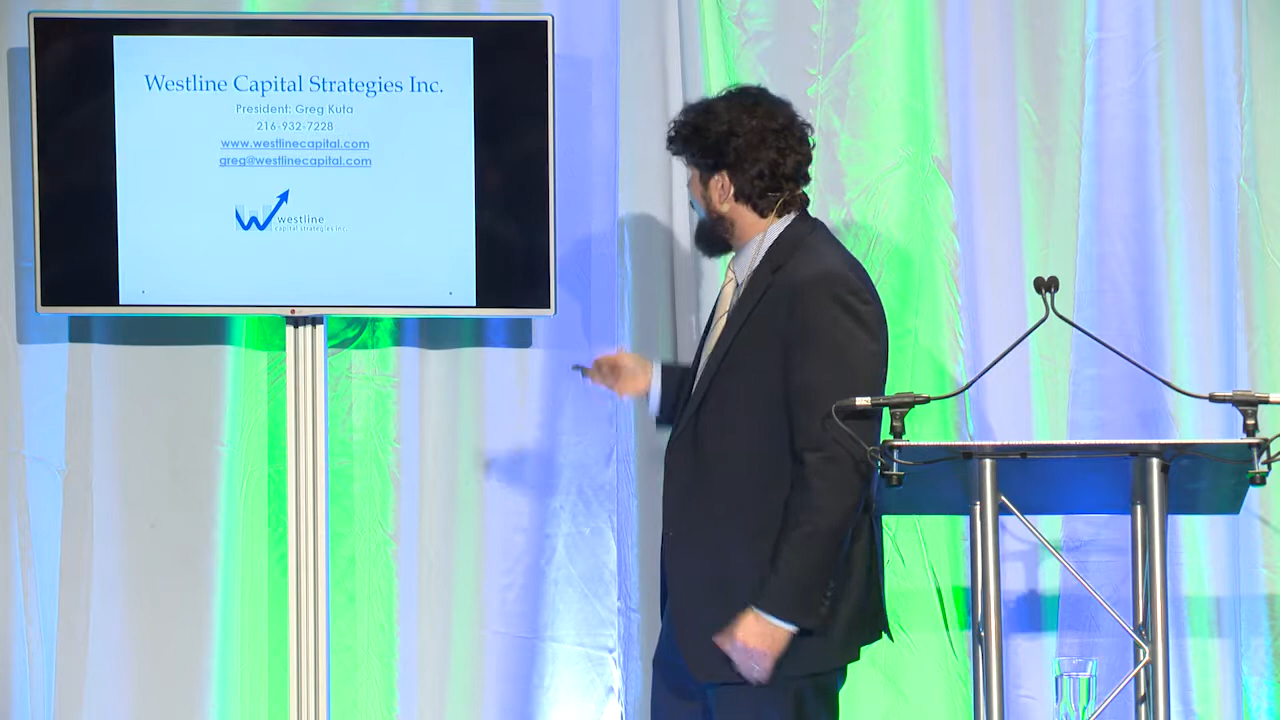 Westline Capital Strategies Inc.
President: Greg Kuta
216-932-7228
www.westlinecapital.com
greg@westlinecapital.com
westline
capital strategies inc.